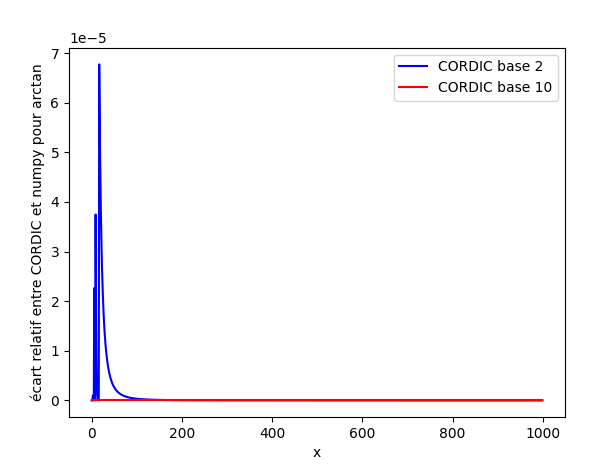 1e−5
7
6
5
4
3
2
1
0
écart relatif entre CORDIC et numpy pour arctan
CORDIC base 2
CORDIC base 10
0 200 400 600 800 1000
x